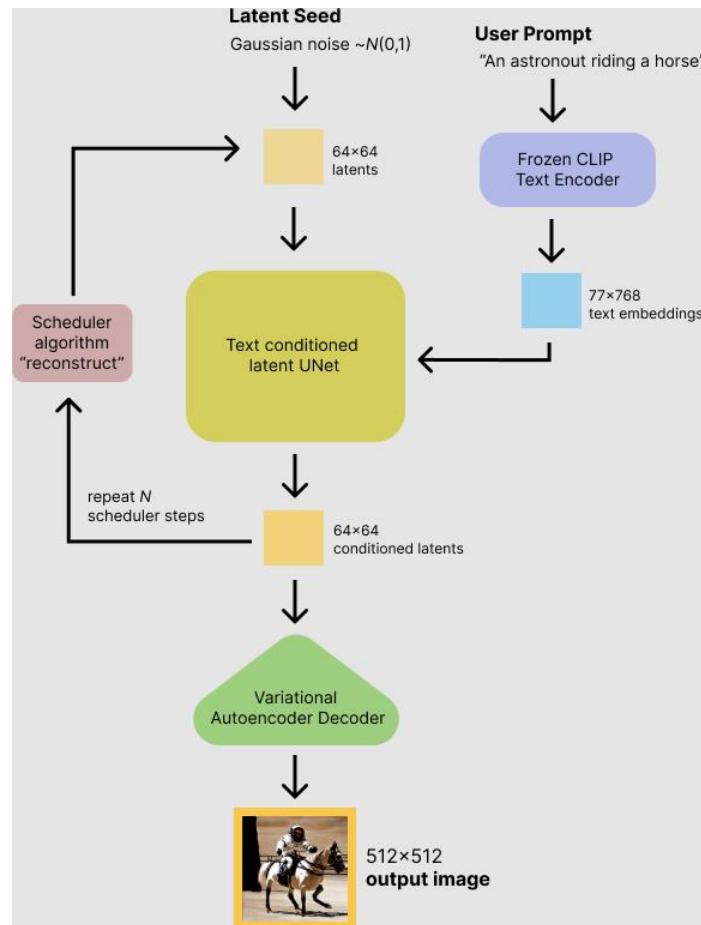 Latent Seed
Gaussian noise ~N(0,1)
User Prompt
“An astronout riding a horse”
64×64
latents
Frozen CLIP
Text Encoder
77×768
text embeddings
Scheduler
algorithm
“reconstruct”
Text conditioned
latent UNet
repeat N
scheduler steps
64×64
conditioned latents
Variational
Autoencoder Decoder
512×512
output image